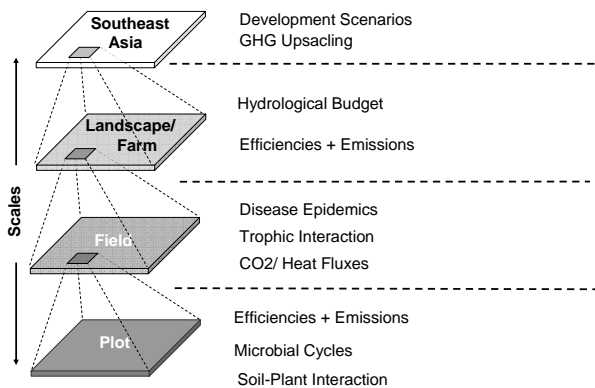 Southeast
Asia
Development Scenarios
GHG Upsacling
Landscape/
Farm
Hydrological Budget
Efficiencies + Emissions
Scales
Field
Disease Epidemics
Trophic Interaction
CO2/ Heat Fluxes
Plot
Efficiencies + Emissions
Microbial Cycles
Soil-Plant Interaction